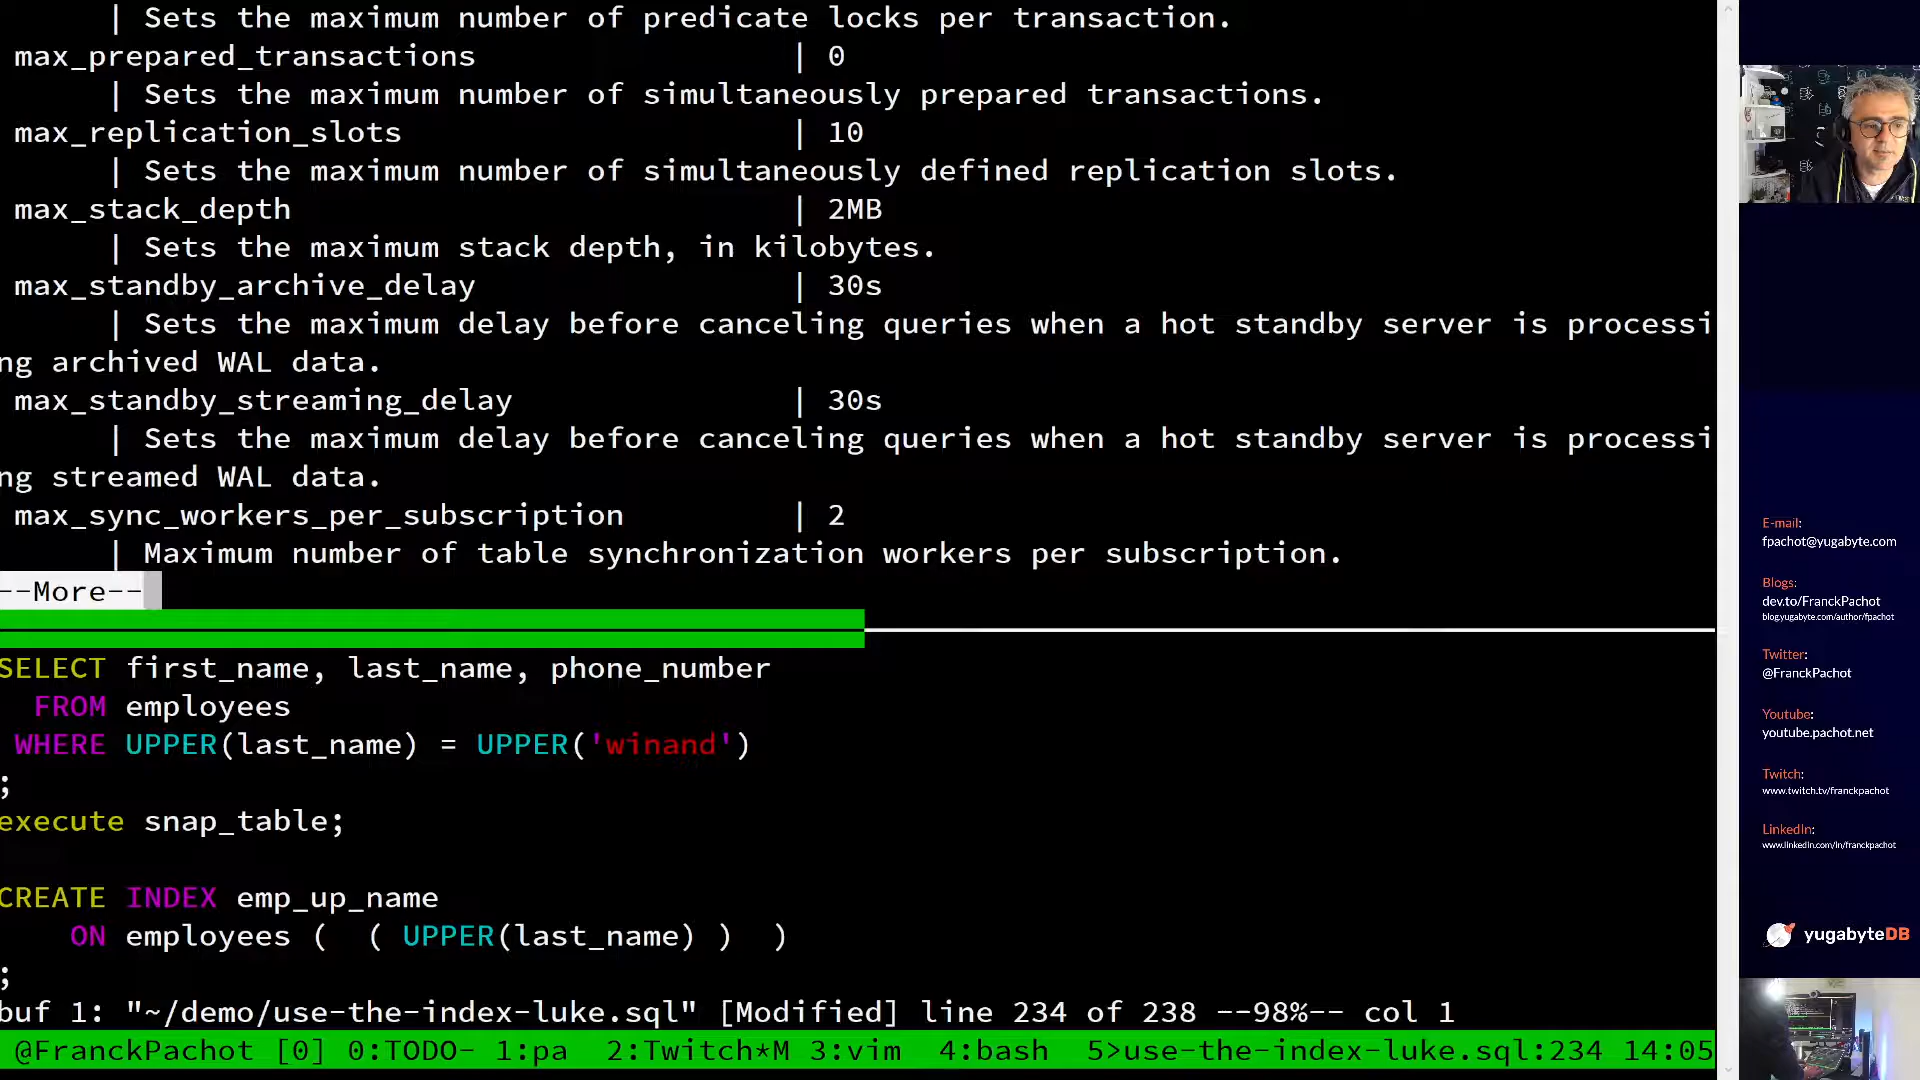 | Sets the maximum number of predicate locks per transaction.
max_prepared_transactions | 0
| Sets the maximum number of simultaneously prepared transactions.
max_replication_slots | 10
| Sets the maximum number of simultaneously defined replication slots.
max_stack_depth | 2MB
| Sets the maximum stack depth, in kilobytes.
max_standby_archive_delay | 30s
| Sets the maximum delay before canceling queries when a hot standby server is processi
ng archived WAL data.
max_standby_streaming_delay | 30s
| Sets the maximum delay before canceling queries when a hot standby server is processi
ng streamed WAL data.
max_sync_workers_per_subscription | 2
| Maximum number of table synchronization workers per subscription.
--More--
SELECT first_name, last_name, phone_number
FROM employees
WHERE UPPER(last_name) = UPPER('winand')
;
execute snap_table;
CREATE INDEX emp_up_name
ON employees (  ( UPPER(last_name) )  )
;
buf 1: "~/demo/use-the-index-luke.sql" [Modified] line 234 of 238 --98%-- col 1
@FranckPachot [0] 0:TODO- 1:pa  2:Twitch*M 3:vim  4:bash  5>use-the-index-luke.sql:234 14:05
E-mail:
fpachot@yugabyte.com
Blogs:
dev.to/FranckPachot
blog.yugabyte.com/author/fpachot
Twitter:
@FranckPachot
Youtube:
youtube.pachot.net
Twitch:
www.twitch.tv/franckpachot
LinkedIn:
www.linkedin.com/in/franckpachot
yugabyteDB